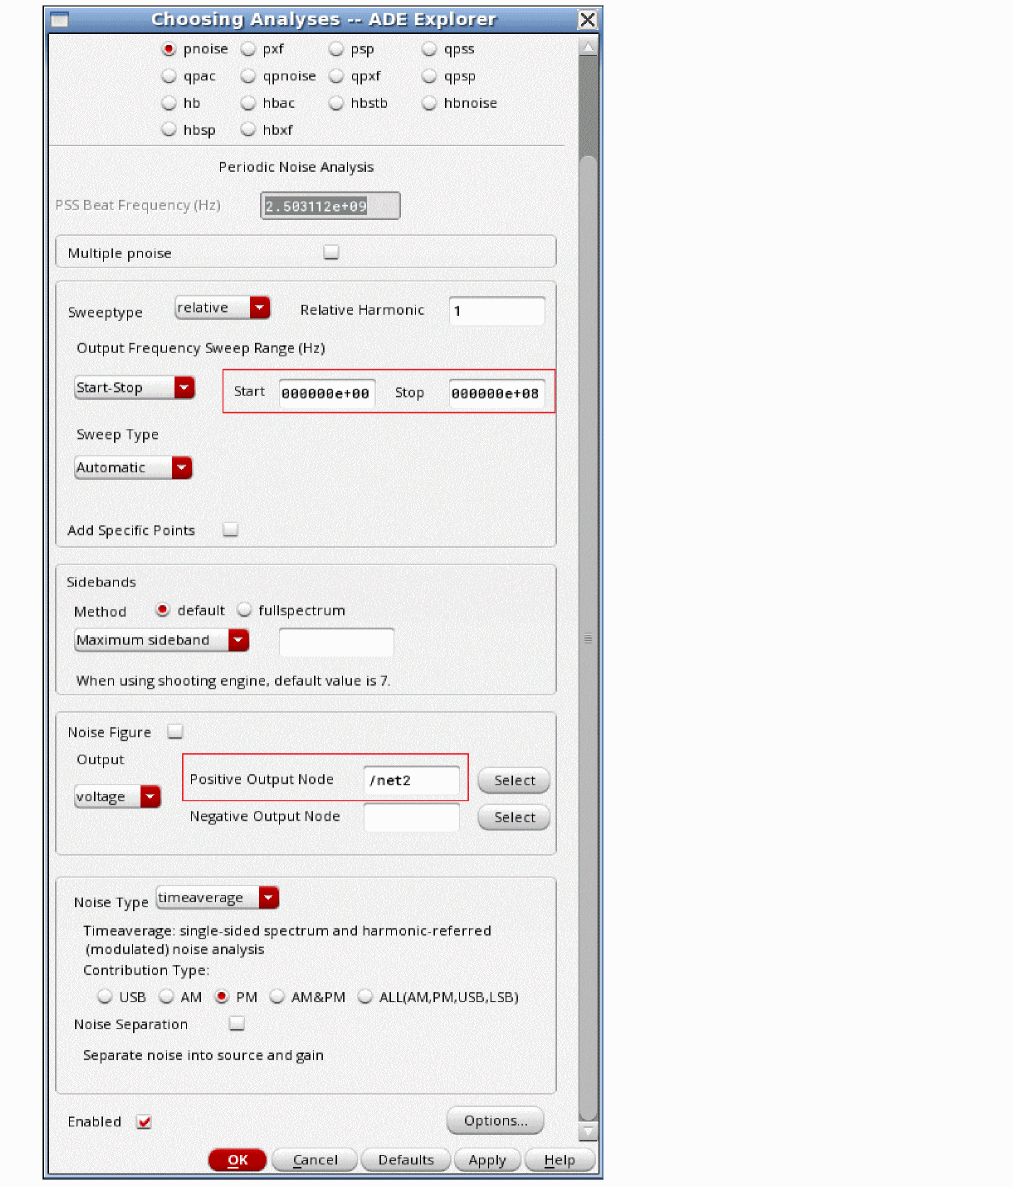 Choosing Analyses -- ADE Explorer
pnoise pxf psp qpss
qpac qpnoise qpxf qpsp
hb hbac hbstb hbnoise
hbsp hbxf
Periodic Noise Analysis
PSS Beat Frequency (Hz) 2.503112e+09
Multiple pnoise
Sweeptype relative Relative Harmonic 1
Output Frequency Sweep Range (Hz)
Start-Stop Start 000000e+00 Stop 000000e+08
Sweep Type
Automatic
Add Specific Points
Sidebands
Method default fullspectrum
Maximum sideband
When using shooting engine, default value is 7.
Noise Figure
Output
Positive Output Node /net2 Select
voltage
Negative Output Node Select
Noise Type timeaverage
Timeaverage: single-sided spectrum and harmonic-referred
(modulated) noise analysis
Contribution Type:
USB AM PM AM&PM ALL(AM,PM,USB,LSB)
Noise Separation
Separate noise into source and gain
Enabled Options...
OK Cancel Defaults Apply Help